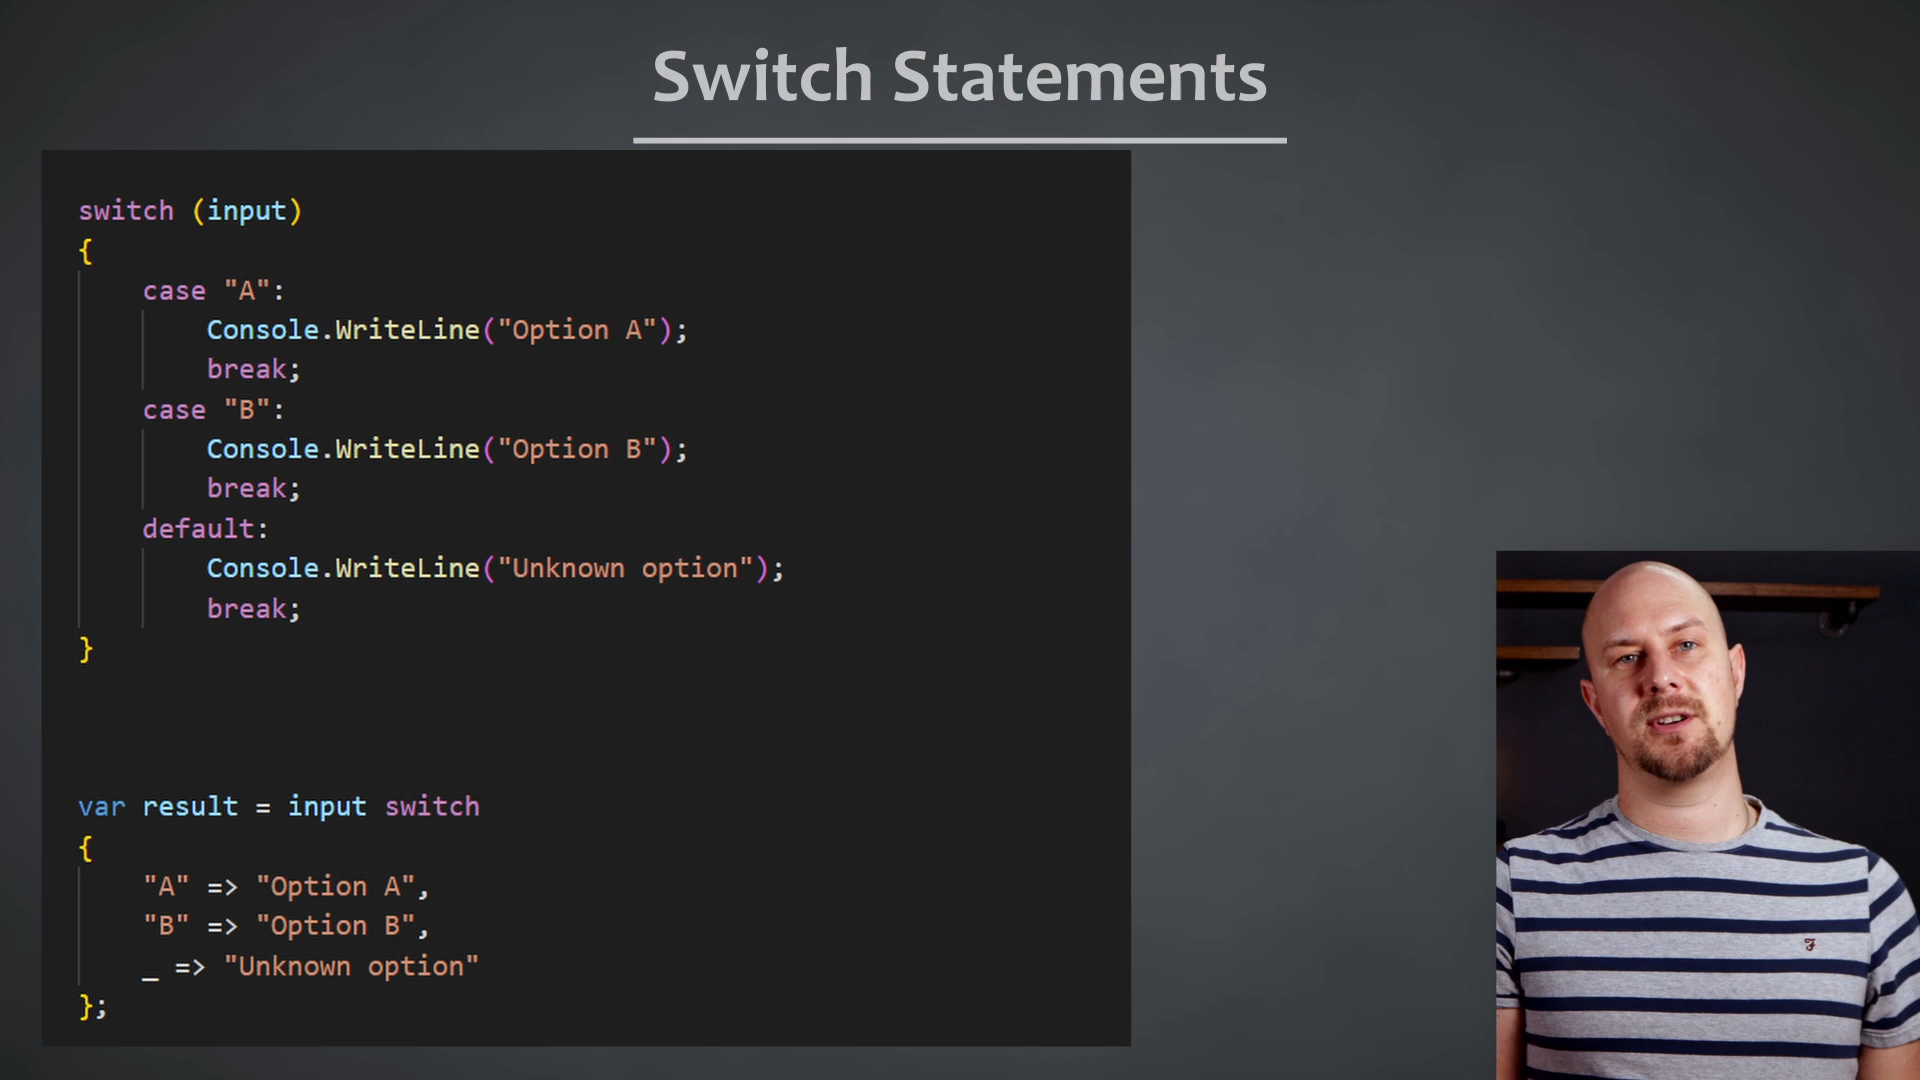 Switch Statements
switch (input)
{
    case "A":
        Console.WriteLine("Option A");
        break;
    case "B":
        Console.WriteLine("Option B");
        break;
    default:
        Console.WriteLine("Unknown option");
        break;
}
var result = input switch
{
    "A" => "Option A",
    "B" => "Option B",
    _ => "Unknown option"
};